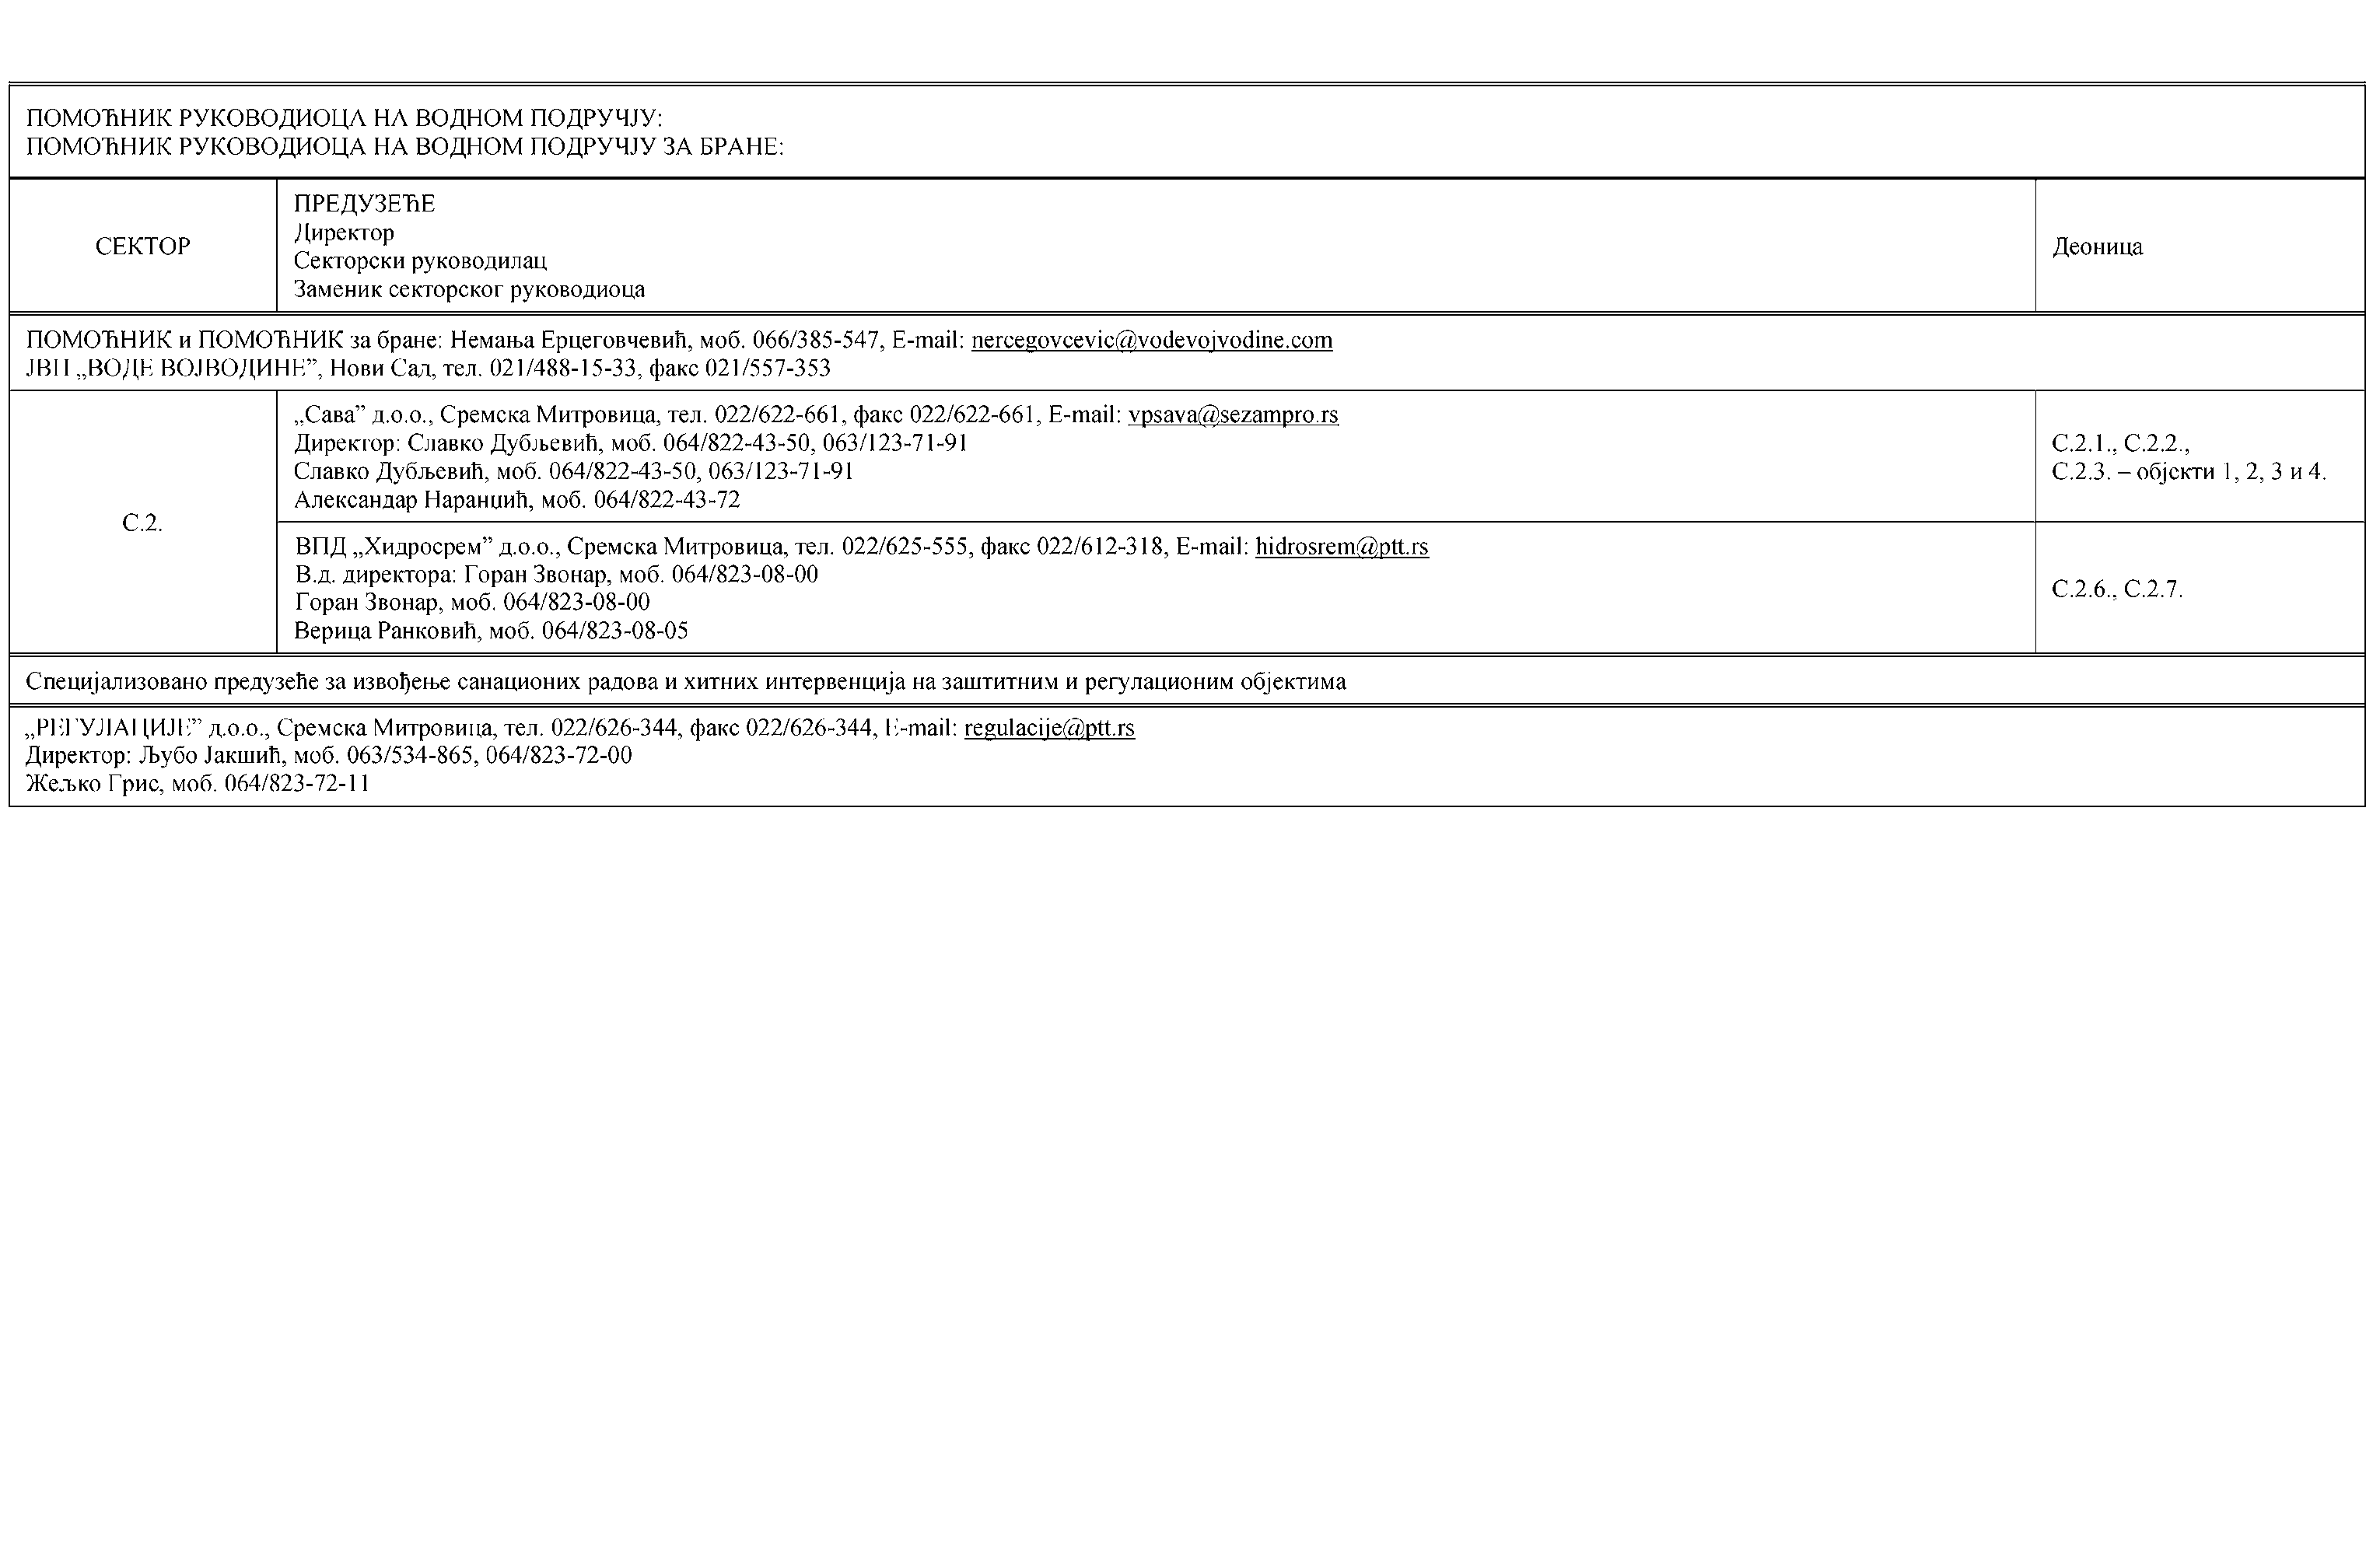 ПОМОЋНИК РУКОВОДИОЦА НА ВОДНОМ ПОДРУЧЈУ:
ПОМОЋНИК РУКОВОДИОЦА НА ВОДНОМ ПОДРУЧЈУ ЗА БРАНЕ:
СЕКТОР
ПРЕДУЗЕЋЕ
Директор
Секторски руководилац
Заменик секторског руководиоца
Деоница
ПОМОЋНИК и ПОМОЋНИК за бране: Немања Ерцеговчевић, моб. 066/385-547, E-mail: nercegovcevic@vodevojvodine.com
ЈВП „ВОДЕ ВОЈВОДИНЕ”, Нови Сад, тел. 021/488-15-33, факс 021/557-353
С.2.
„Сава” д.о.о., Сремска Митровица, тел. 022/622-661, факс 022/622-661, E-mail: vpsava@sezampro.rs
Директор: Славко Дубљевић, моб. 064/822-43-50, 063/123-71-91
Славко Дубљевић, моб. 064/822-43-50, 063/123-71-91
Александар Наранџић, моб. 064/822-43-72
С.2.1., С.2.2.,
С.2.3. – објекти 1, 2, 3 и 4.
ВПД „Хидросрем” д.о.о., Сремска Митровица, тел. 022/625-555, факс 022/612-318, E-mail: hidrosrem@ptt.rs
В.д. директора: Горан Звонар, моб. 064/823-08-00
Горан Звонар, моб. 064/823-08-00
Верица Ранковић, моб. 064/823-08-05
С.2.6., С.2.7.
Специјализовано предузеће за извођење санационих радова и хитних интервенција на заштитним и регулационим објектима
„РЕГУЛАЦИЈЕ” д.о.о., Сремска Митровица, тел. 022/626-344, факс 022/626-344, E-mail: regulacije@ptt.rs
Директор: Љубо Јакшић, моб. 063/534-865, 064/823-72-00
Жељко Грис, моб. 064/823-72-11